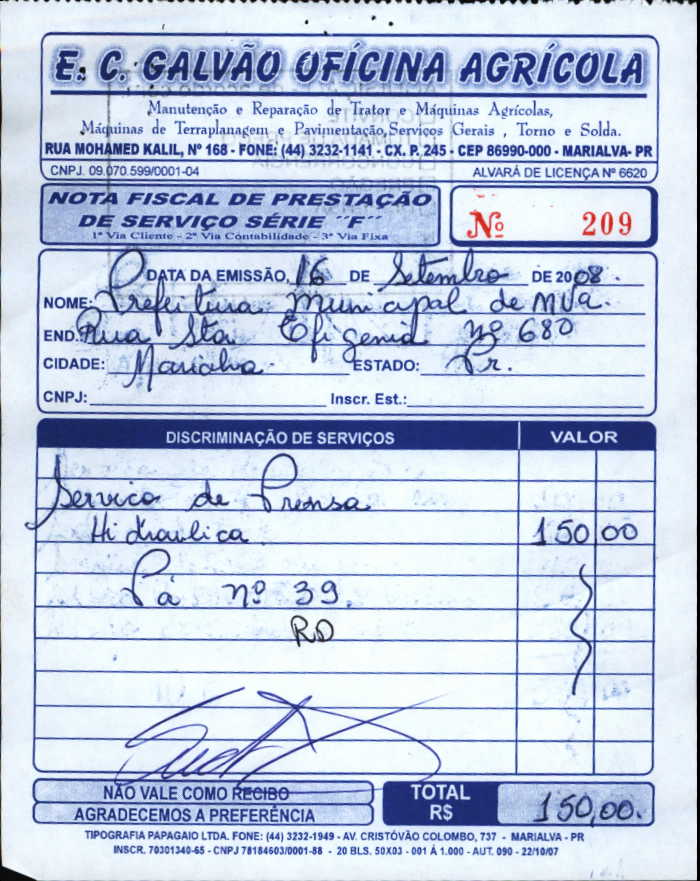 E. C. GALVÃO OFÍCINA AGRÍCOLA
Manutenção e Reparação de Trator e Máquinas Agrícolas,
Máquinas de Terraplanagem e Pavimentação, Serviços Gerais , Torno e Solda.
RUA MOHAMED KALIL, Nº 168 - FONE: (44) 3232-1141 - CX. P. 245 - CEP 86990-000 - MARIALVA- PR
CNPJ. 09.070.599/0001-04 ALVARÁ DE LICENÇA Nº 6620
NOTA FISCAL DE PRESTAÇÃO
DE SERVIÇO SÉRIE ´´F´´
1ª Via Cliente - 2ª Via Contabilidade - 3ª Via Fixa
Nº 209
DATA DA EMISSÃO, 16 DE Setembro DE 2008.
NOME: Prefeitura Municipal de MVA.
END. Rua Sta Efigenia nº 680
CIDADE: Marialva ESTADO: Pr.
CNPJ: Inscr. Est.:
DISCRIMINAÇÃO DE SERVIÇOS VALOR
Servico de Prensa
Hidraulica 150,00
Pá nº 39.
RD
NÃO VALE COMO RECIBO
AGRADECEMOS A PREFERÊNCIA
TOTAL R$ 150,00.
TIPOGRAFIA PAPAGAIO LTDA. FONE: (44) 3232-1949 - AV. CRISTÓVÃO COLOMBO, 737 - MARIALVA - PR
INSCR. 70301340-65 - CNPJ 78184603/0001-88 - 20 BLS. 50X03 - 001 Á 1.000 - AUT. 090 - 22/10/07